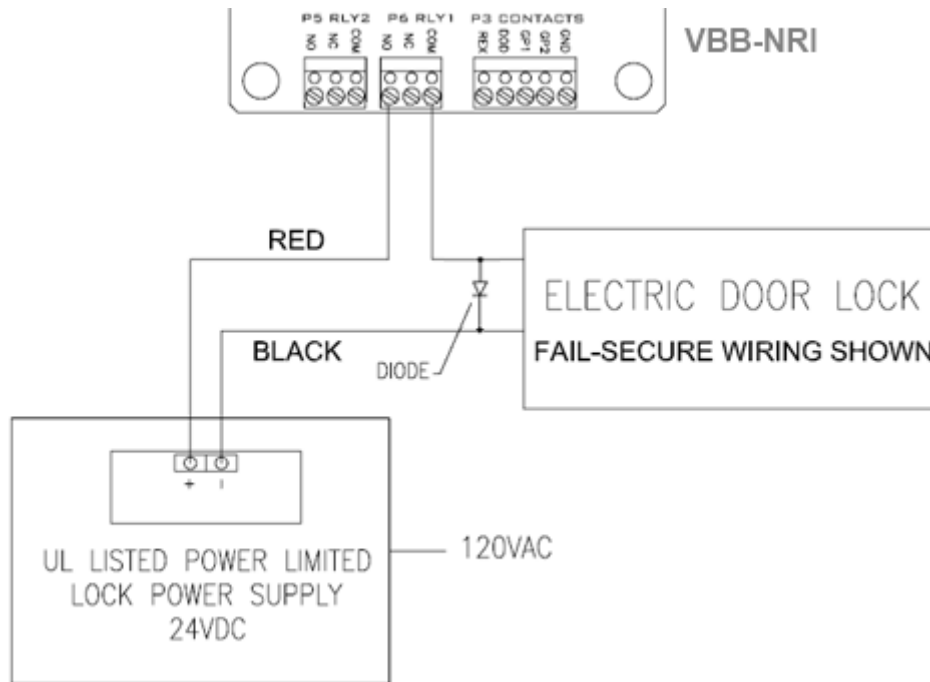 P5 RLY2 P6 RLY1 P3 CONTACTS
NO NC COM NO NC COM REX DOD GP1 GP2 GND
VBB-NRI
RED
ELECTRIC DOOR LOCK
BLACK
FAIL-SECURE WIRING SHOWN
DIODE
+ -
120VAC
UL LISTED POWER LIMITED
LOCK POWER SUPPLY
24VDC